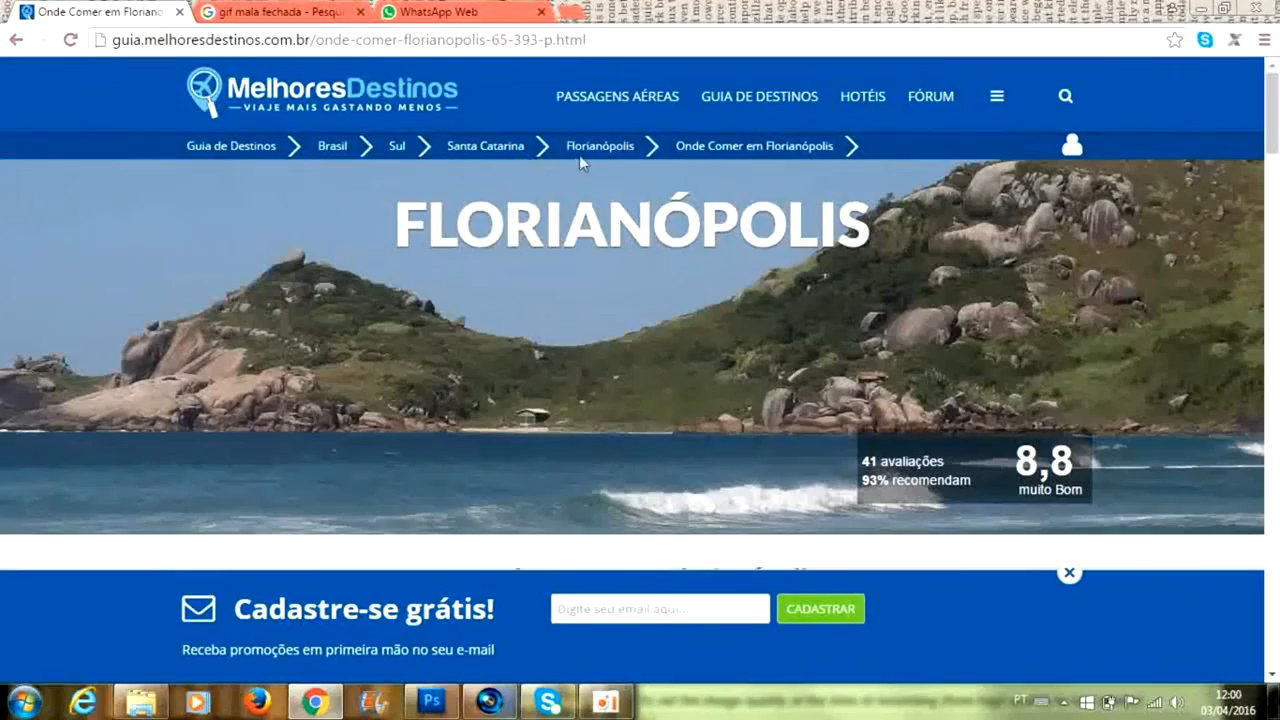 Onde Comer em Florian
gif mala fechada - Pesqu
WhatsApp Web
guia.melhoresdestinos.com.br/onde-comer-florianopolis-65-393-p.html
MelhoresDestinos
VIAJE MAIS GASTANDO MENOS
PASSAGENS AÉREAS
GUIA DE DESTINOS
HOTÉIS
FÓRUM
Guia de Destinos
Brasil
Sul
Santa Catarina
Florianópolis
Onde Comer em Florianópolis
FLORIANÓPOLIS
41 avaliações
93% recomendam
8,8
muito Bom
Cadastre-se grátis!
Digite seu email aqui...
CADASTRAR
Receba promoções em primeira mão no seu e-mail
Ps
PT
12:00
03/04/2016